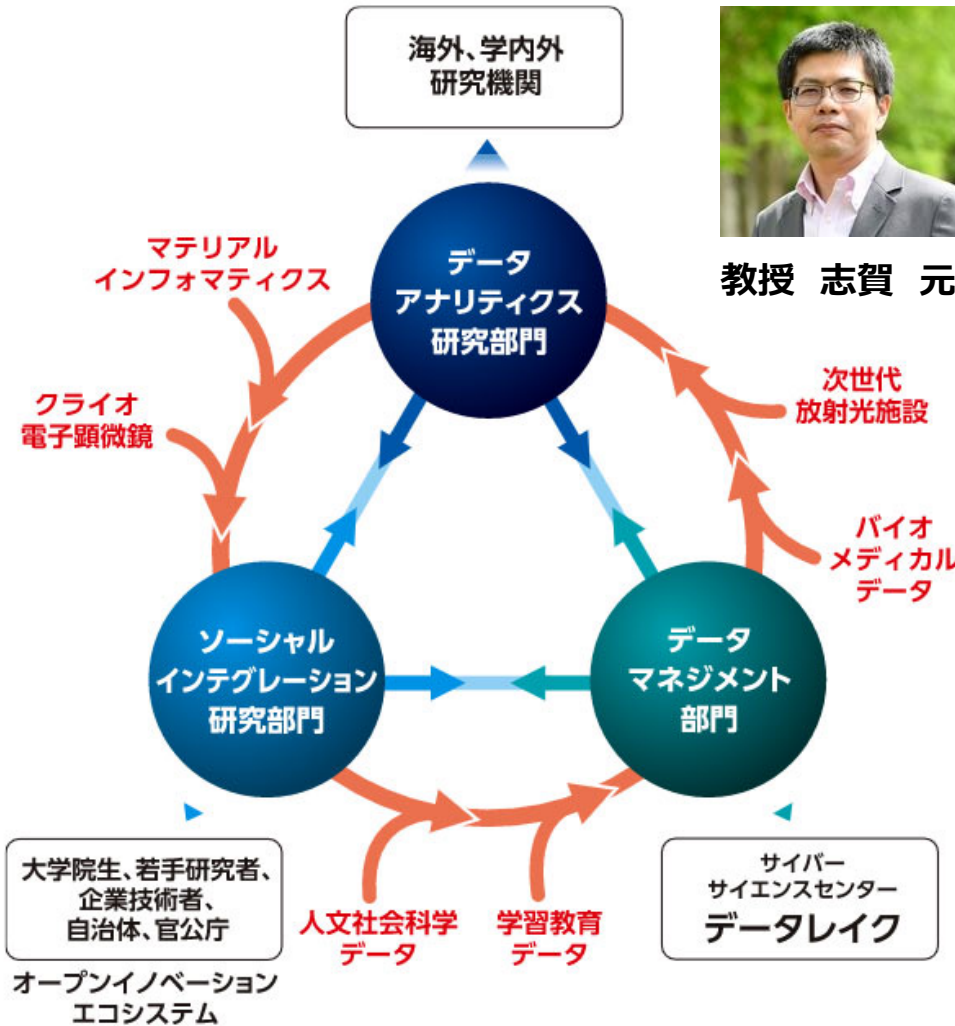 海外、学内外
研究機関
教授 志賀 元
データ
アナリティクス
研究部門
マテリアル
インフォマティクス
クライオ
電子顕微鏡
次世代
放射光施設
バイオ
メディカル
データ
ソーシャル
インテグレーション
研究部門
データ
マネジメント
部門
大学院生、若手研究者、
企業技術者、
自治体、官公庁
オープンイノベーション
エコシステム
人文社会科学
データ
学習教育
データ
サイバー
サイエンスセンター
データレイク